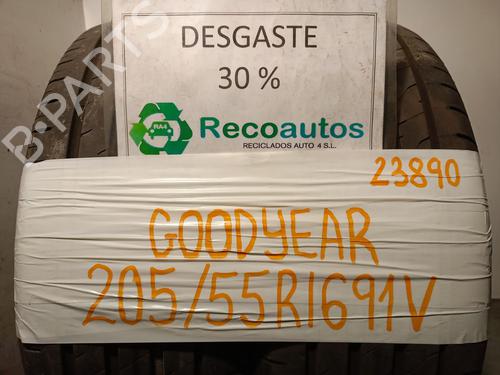 DESGASTE
30 %
RA4
Recoautos
RECICLADOS AUTO 4 S.L.
B-PARTS
23890
GOODYEAR
205/55R1691V